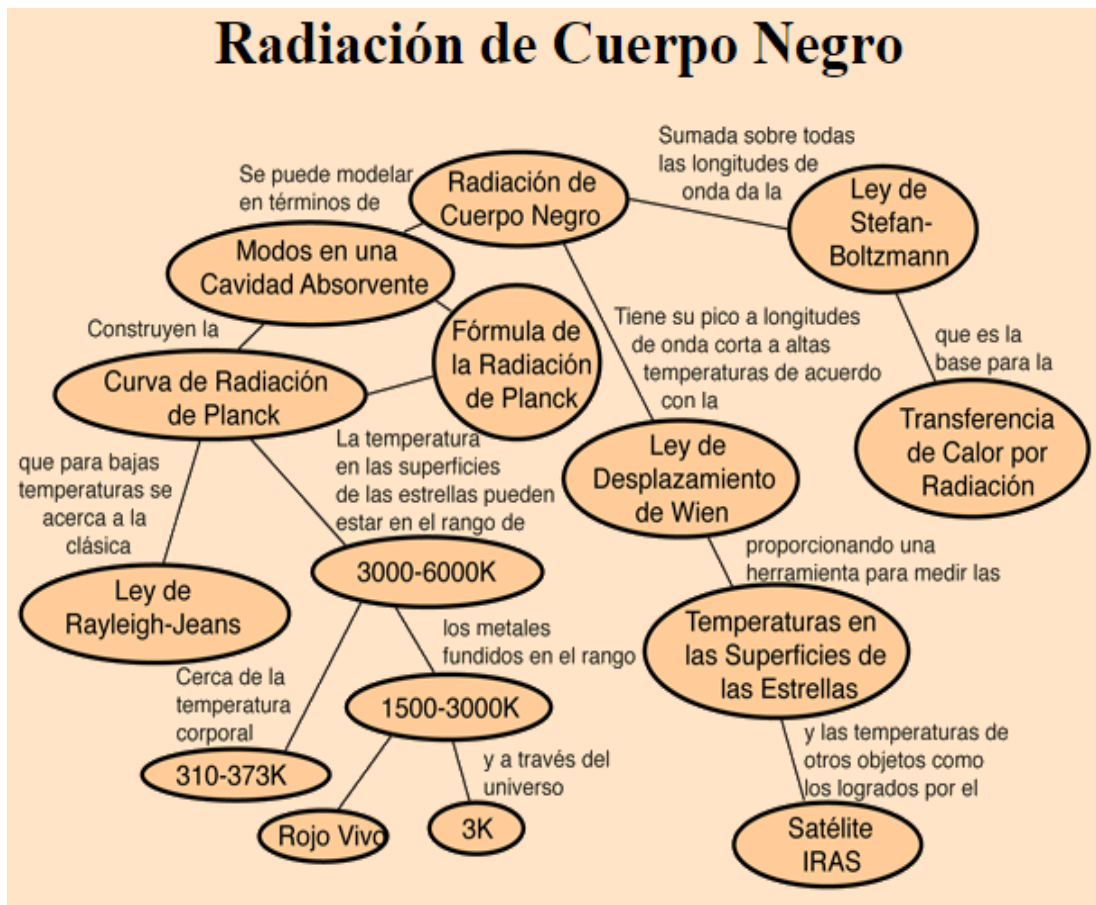 Radiación de Cuerpo Negro
Sumada sobre todas
las longitudes de
onda da la
Se puede modelar
en términos de
Radiación de
Cuerpo Negro
Ley de
Stefan-
Boltzmann
Modos en una
Cavidad Absorvente
Construyen la
Fórmula de
la Radiación
de Planck
Tiene su pico a longitudes
de onda corta a altas
temperaturas de acuerdo
con la
que es la
base para la
Curva de Radiación
de Planck
Transferencia
de Calor por
Radiación
La temperatura
en las superficies
de las estrellas pueden
estar en el rango de
Ley de
Desplazamiento
de Wien
que para bajas
temperaturas se
acerca a la
clásica
3000-6000K
proporcionando una
herramienta para medir las
Ley de
Rayleigh-Jeans
los metales
fundidos en el rango
Temperaturas en
las Superficies de
las Estrellas
Cerca de la
temperatura
corporal
1500-3000K
310-373K
y a través del
universo
y las temperaturas de
otros objetos como
los logrados por el
Rojo Vivo
3K
Satélite
IRAS